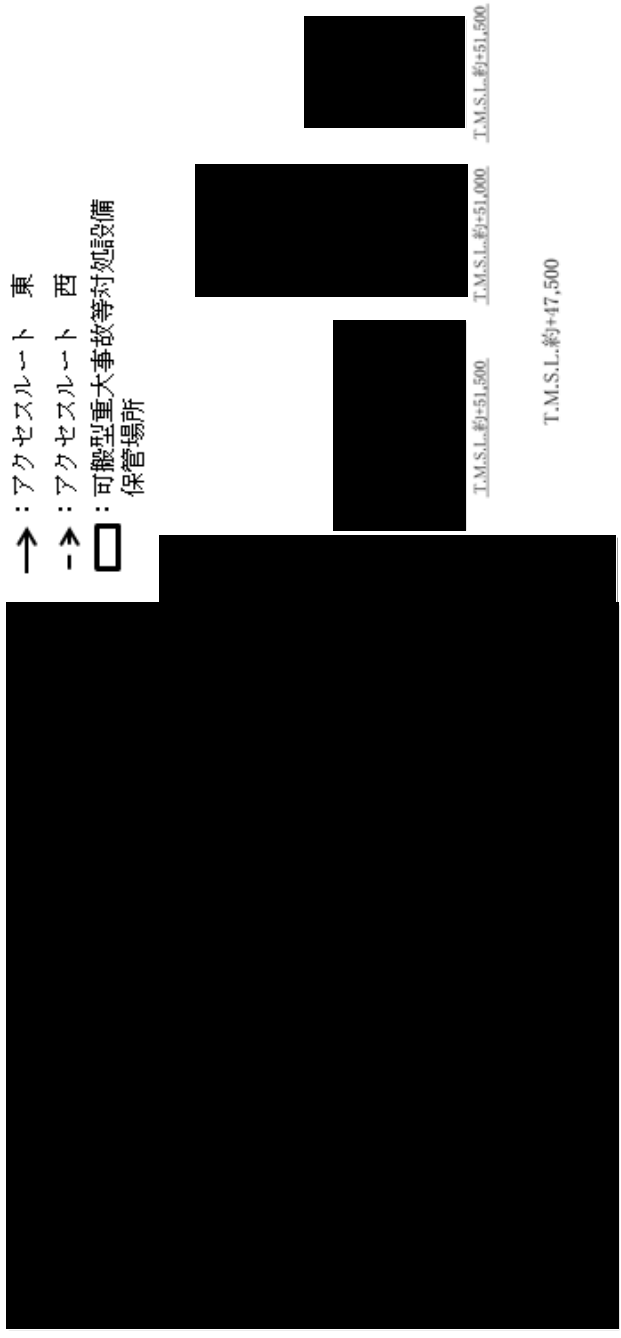 →：アクセスルート　東
⇢：アクセスルート　西
：可搬型重大事故等対処設備
保管場所
T.M.S.L.約+51,500
T.M.S.L.約+51,000
T.M.S.L.約+51,500
T.M.S.L.約+47,500